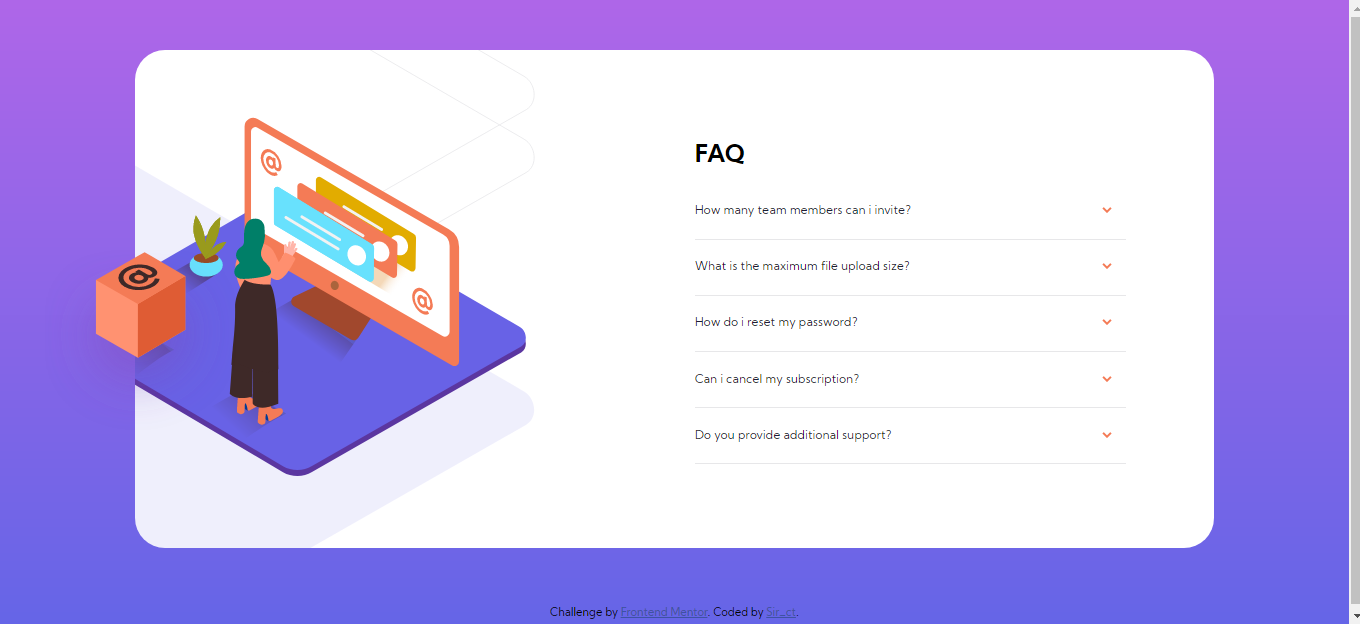 @
@
@
FAQ
How many team members can i invite?
What is the maximum file upload size?
How do i reset my password?
Can i cancel my subscription?
Do you provide additional support?
Challenge by Frontend Mentor. Coded by Sir_ct.